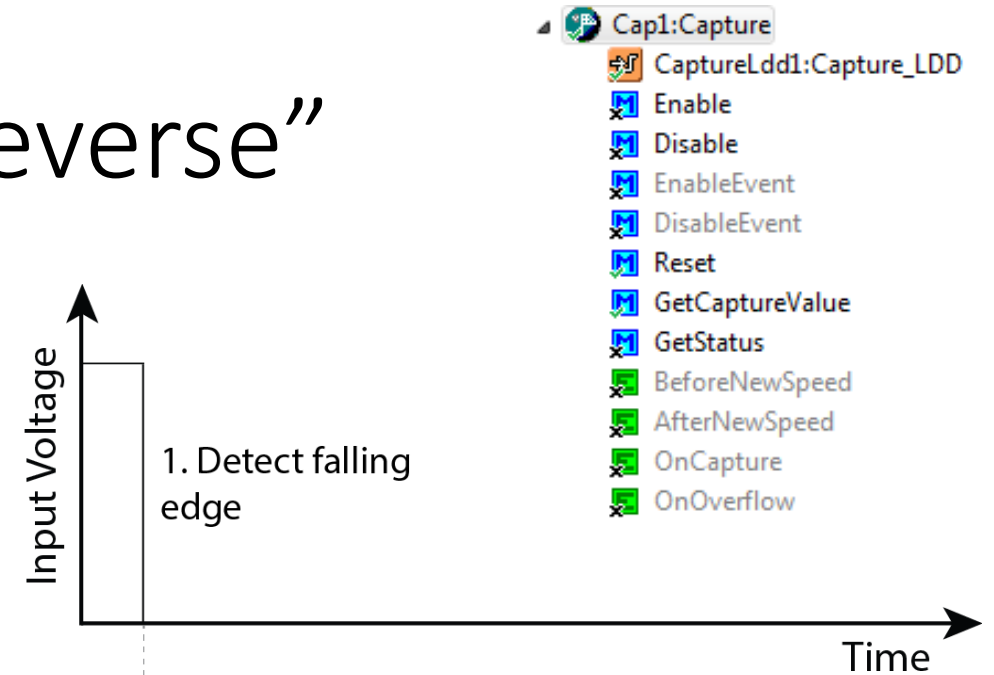 everse”
Cap1:Capture
CaptureLdd1:Capture_LDD
Enable
Disable
EnableEvent
DisableEvent
Reset
GetCaptureValue
GetStatus
BeforeNewSpeed
AfterNewSpeed
OnCapture
OnOverflow
Input Voltage
1. Detect falling
edge
Time